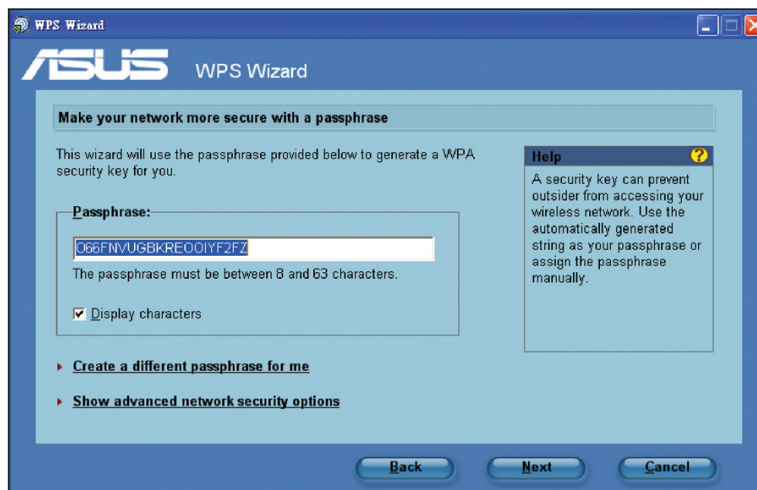 WPS Wizard
ASUS WPS Wizard
Make your network more secure with a passphrase
This wizard will use the passphrase provided below to generate a WPA
security key for you.
Passphrase:
O66FNVUGBKREOOIYF2FZ
The passphrase must be between 8 and 63 characters.
Display characters
Create a different passphrase for me
Show advanced network security options
Help
A security key can prevent
outsider from accessing your
wireless network. Use the
automatically generated
string as your passphrase or
assign the passphrase
manually.
Back Next Cancel